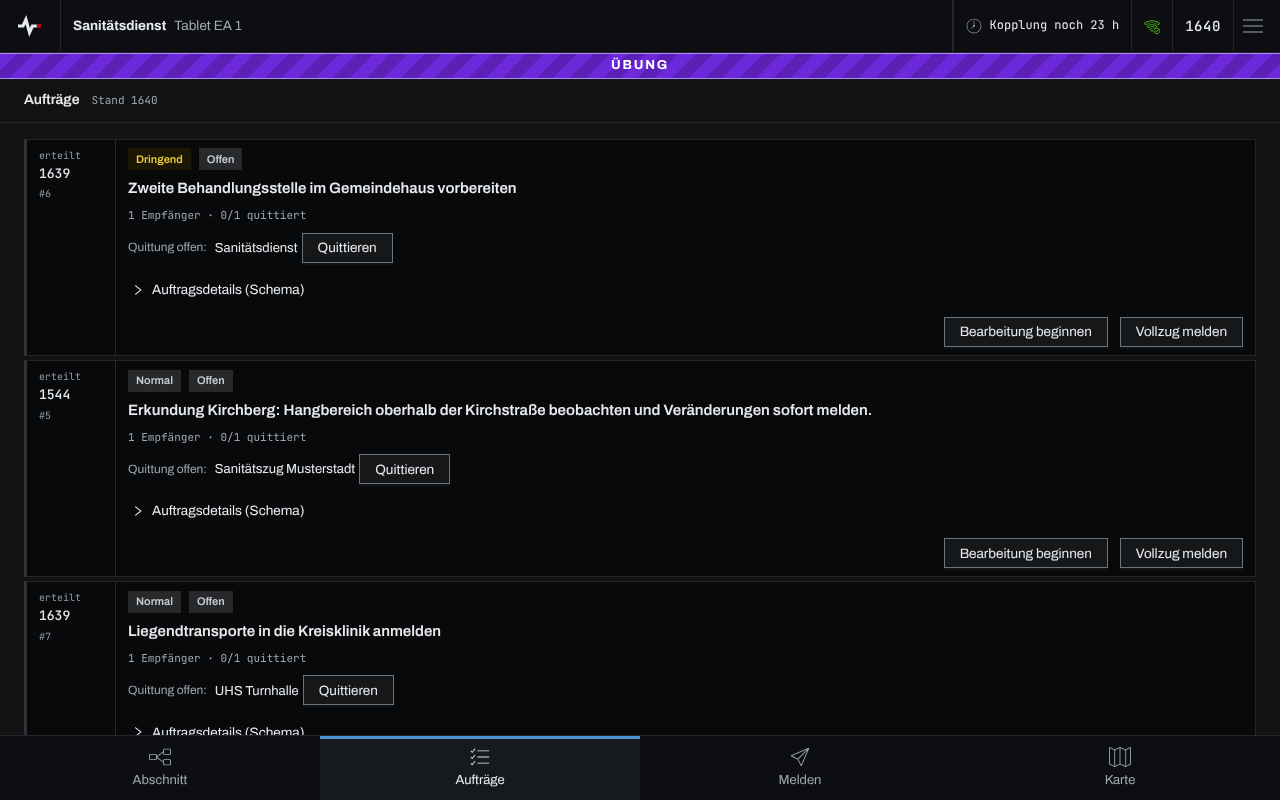 Sanitätsdienst Tablet EA 1 Kopplung noch 23 h 1640
ÜBUNG
Aufträge Stand 1640
erteilt
1639
#6
Dringend Offen
Zweite Behandlungsstelle im Gemeindehaus vorbereiten
1 Empfänger · 0/1 quittiert
Quittung offen: Sanitätsdienst Quittieren
Auftragsdetails (Schema)
Bearbeitung beginnen Vollzug melden
erteilt
1544
#5
Normal Offen
Erkundung Kirchberg: Hangbereich oberhalb der Kirchstraße beobachten und Veränderungen sofort melden.
1 Empfänger · 0/1 quittiert
Quittung offen: Sanitätszug Musterstadt Quittieren
Auftragsdetails (Schema)
Bearbeitung beginnen Vollzug melden
erteilt
1639
#7
Normal Offen
Liegendtransporte in die Kreisklinik anmelden
1 Empfänger · 0/1 quittiert
Quittung offen: UHS Turnhalle Quittieren
Auftragsdetails (Schema)
Abschnitt Aufträge Melden Karte